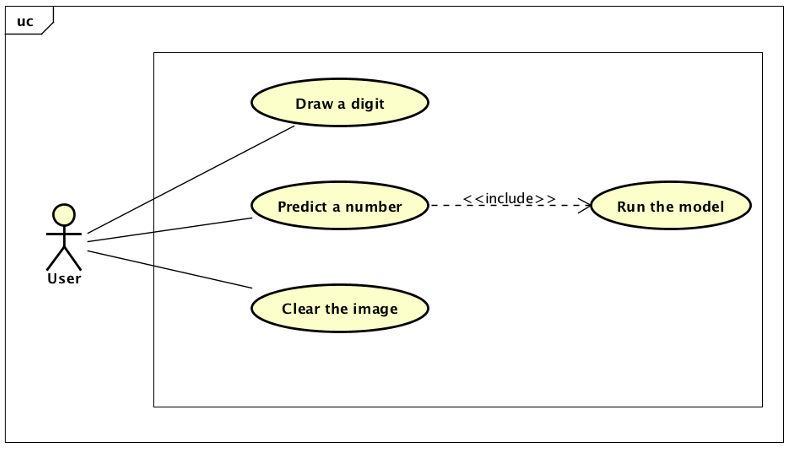 uc
Draw a digit
Predict a number
<<include>>
Run the model
User
Clear the image